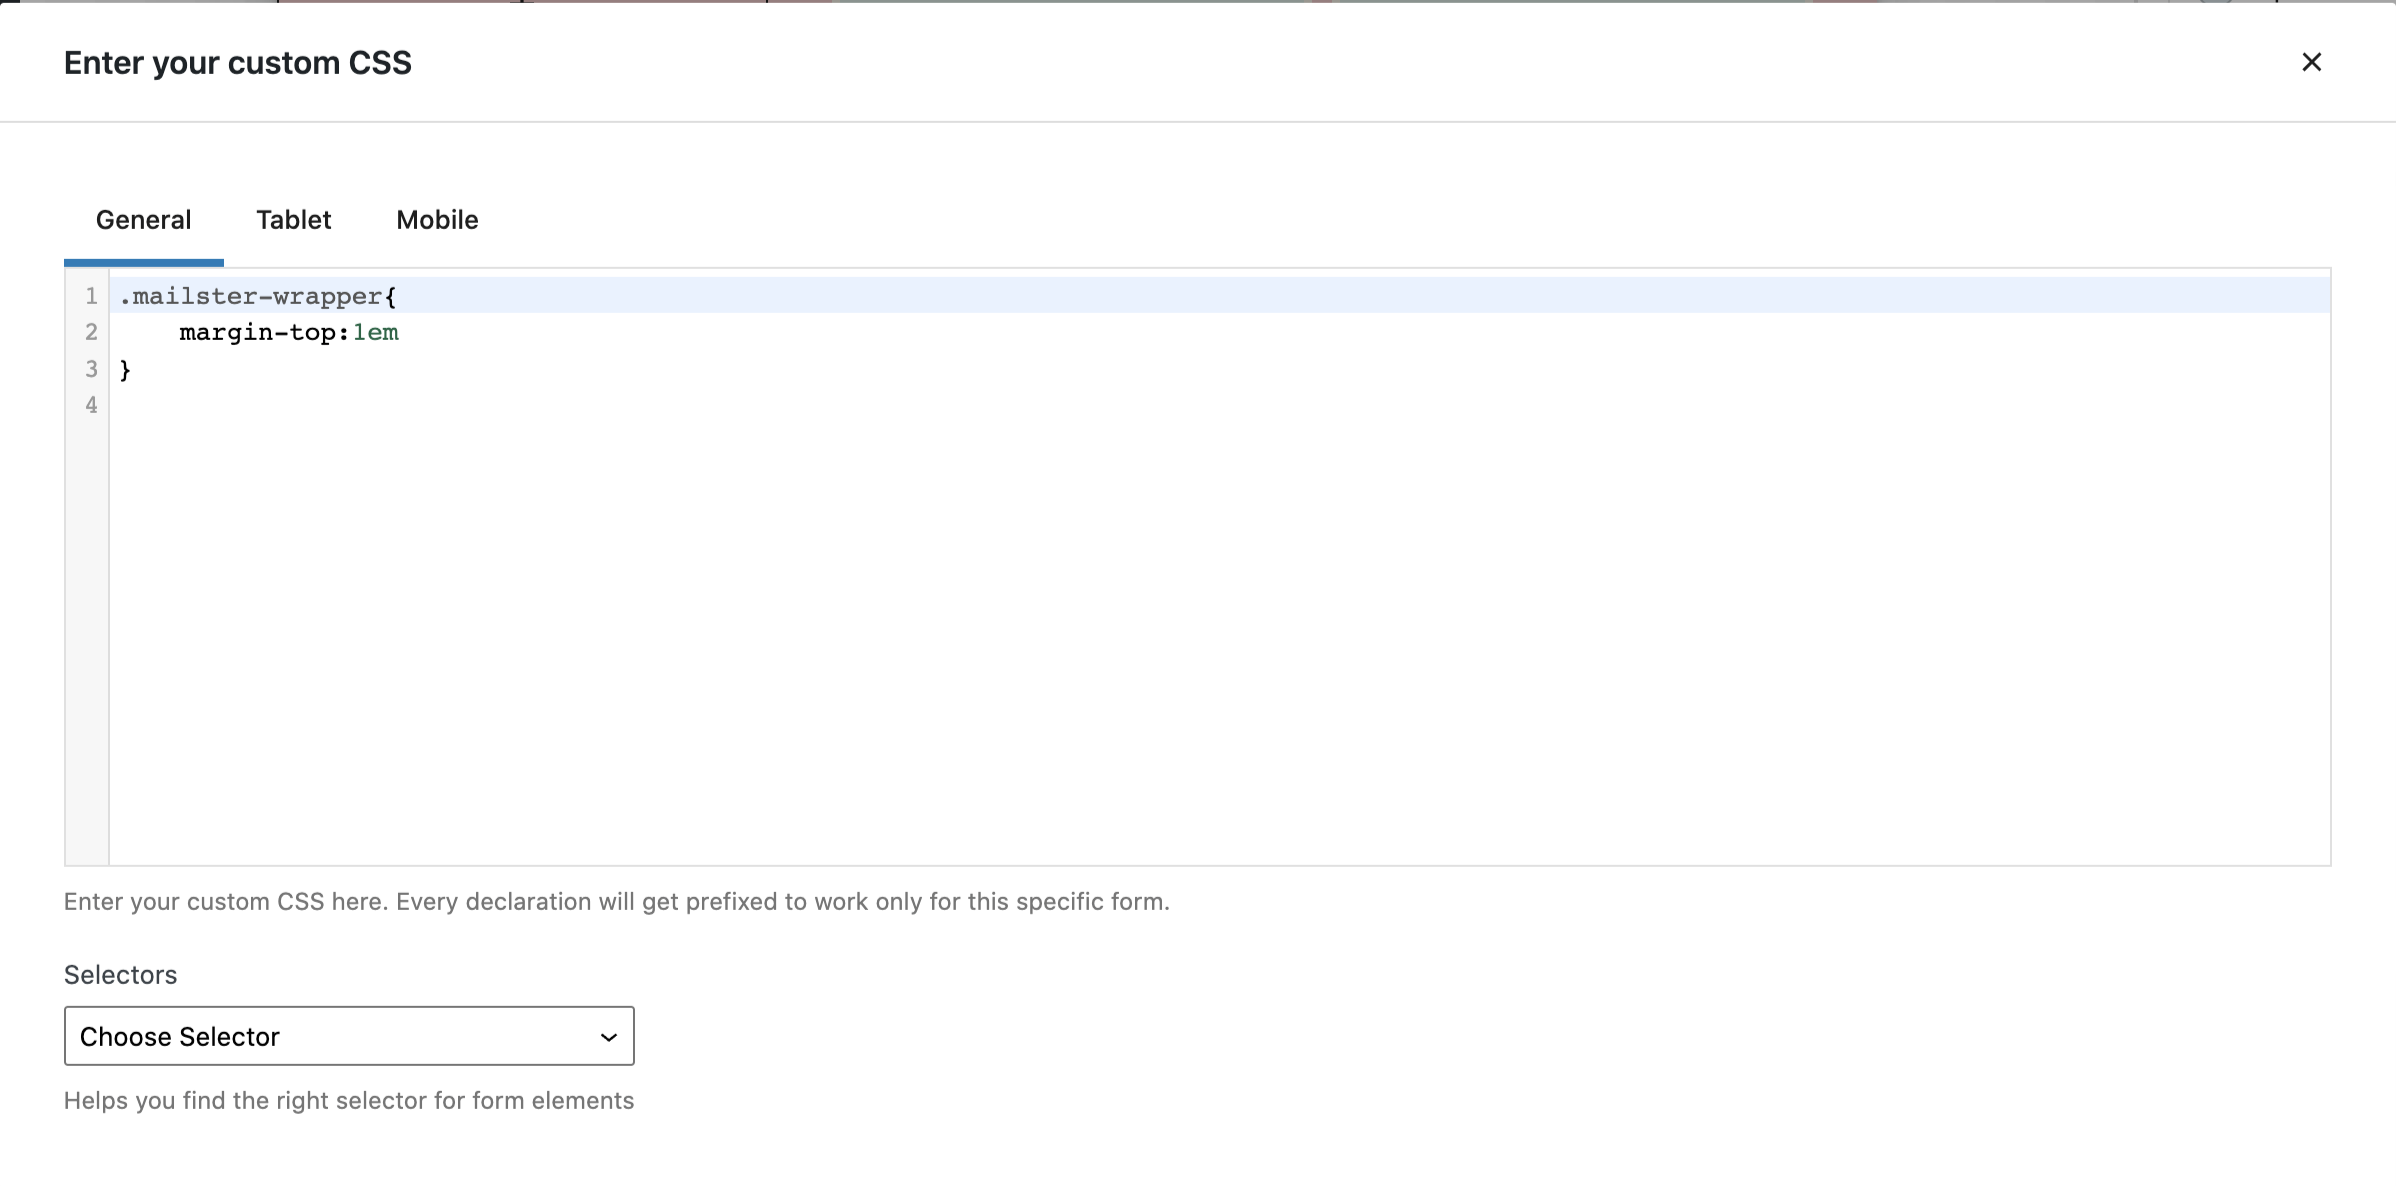 Enter your custom CSS
General Tablet Mobile
1 .mailster-wrapper{
2 margin-top:1em
3 }
4
Enter your custom CSS here. Every declaration will get prefixed to work only for this specific form.
Selectors
Choose Selector
Helps you find the right selector for form elements